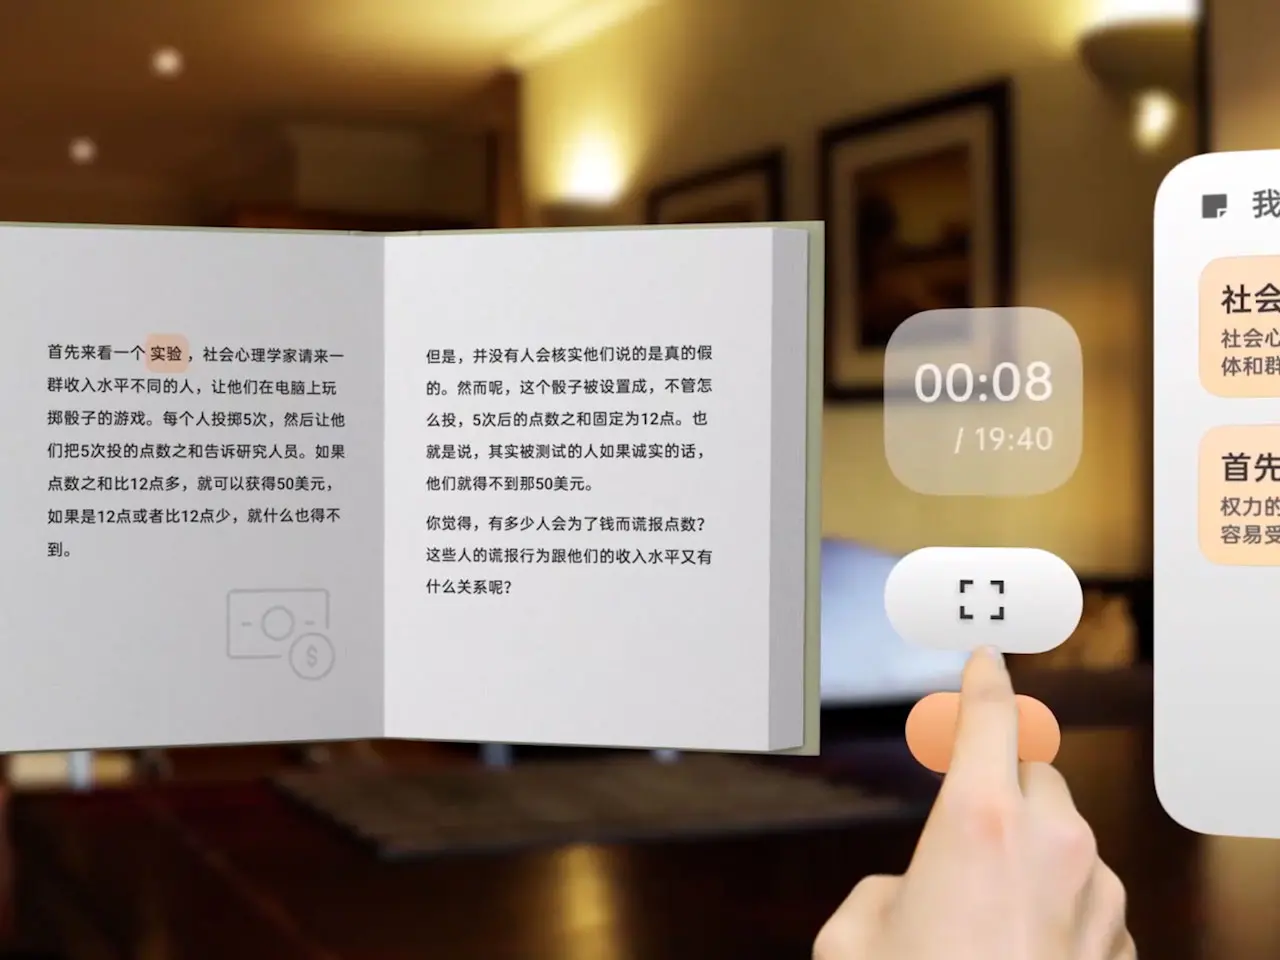 首先来看一个 实验，社会心理学家请来一
群收入水平不同的人，让他们在电脑上玩
掷骰子的游戏。每个人投掷5次，然后让他
们把5次投的点数之和告诉研究人员。如果
点数之和比12点多，就可以获得50美元，
如果是12点或者比12点少，就什么也得不
到。
$
但是，并没有人会核实他们说的是真的假
的。然而呢，这个骰子被设置成，不管怎
么投，5次后的点数之和固定为12点。也
就是说，其实被测试的人如果诚实的话，
他们就得不到那50美元。
你觉得，有多少人会为了钱而谎报点数？
这些人的谎报行为跟他们的收入水平又有
什么关系呢？
00:08
/ 19:40
我
社会
社会心
体和群
首先
权力的
容易受